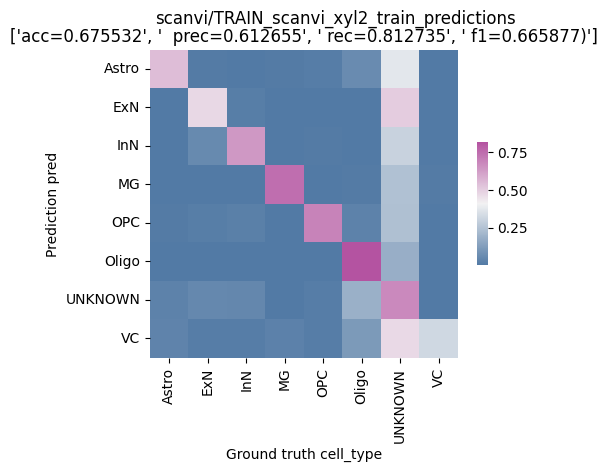 scanvi/TRAIN_scanvi_xyl2_train_predictions
['acc=0.675532', '  prec=0.612655', ' rec=0.812735', ' f1=0.665877)']
Astro
ExN
InN
MG
OPC
Oligo
UNKNOWN
VC
Prediction pred
0.75
0.50
0.25
Astro
ExN
InN
MG
OPC
Oligo
UNKNOWN
VC
Ground truth cell_type